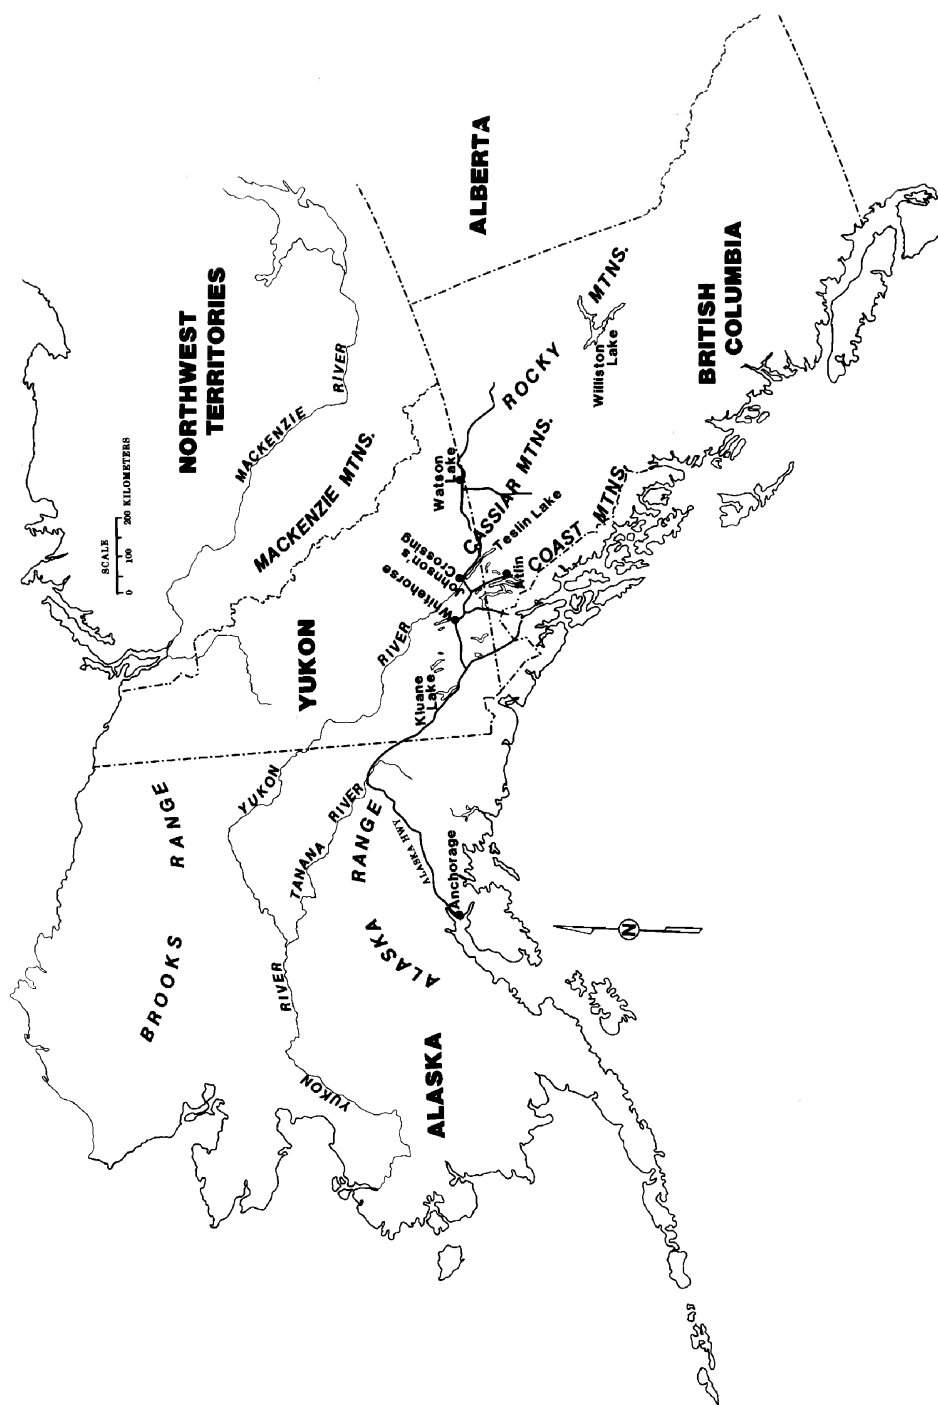 NORTHWEST
TERRITORIES
SCALE
0 100 200 KILOMETERS
MACKENZIE RIVER
MACKENZIE MTNS.
BROOKS RANGE
YUKON
ALBERTA
YUKON RIVER
YUKON RIVER
TANANA RIVER
ALASKA RANGE
ALASKA
ALASKA HWY
Anchorage
Kluane
Lake
Whitehorse
Johnson's
Crossing
Watson
Lake
Teslin Lake
Atlin
CASSIAR MTNS.
COAST MTNS.
ROCKY MTNS.
Williston
Lake
BRITISH
COLUMBIA
N